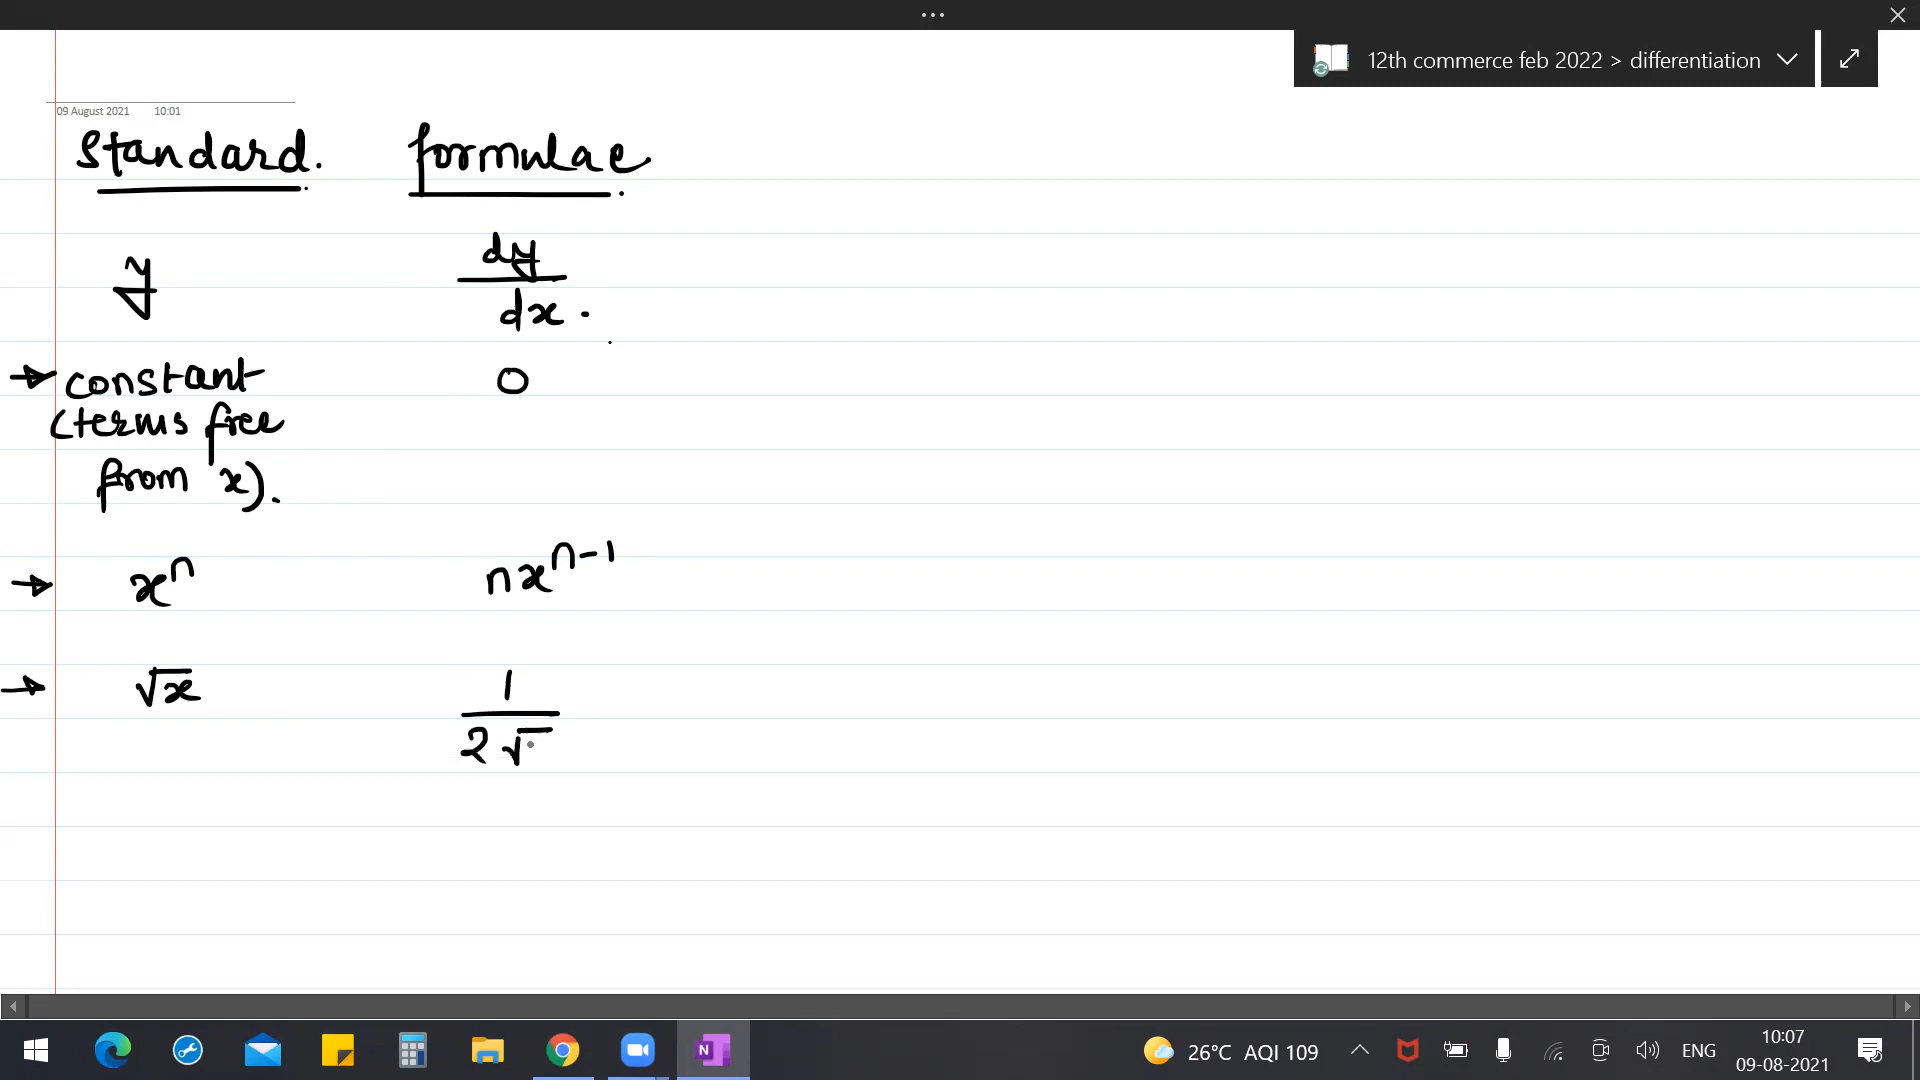 ...
12th commerce feb 2022 > differentiation
09 August 2021 10:01
Standard. formulae.
y dy/dx.
→ constant 0
(terms free
from x).
→ xⁿ nxⁿ⁻¹
→ √x 1/2√
26°C AQI 109 ENG 10:07
09-08-2021